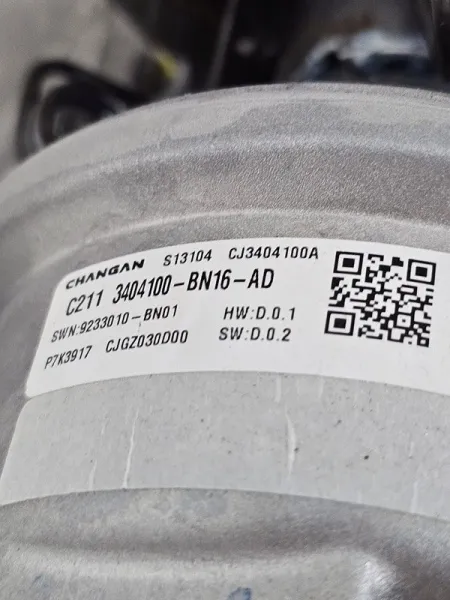 CHANGAN S13104 CJ3404100A
C211 3404100-BN16-AD
SWN:9233010-BN01 HW:D.0.1
P7K3917 CJGZ030D00 SW:D.0.2